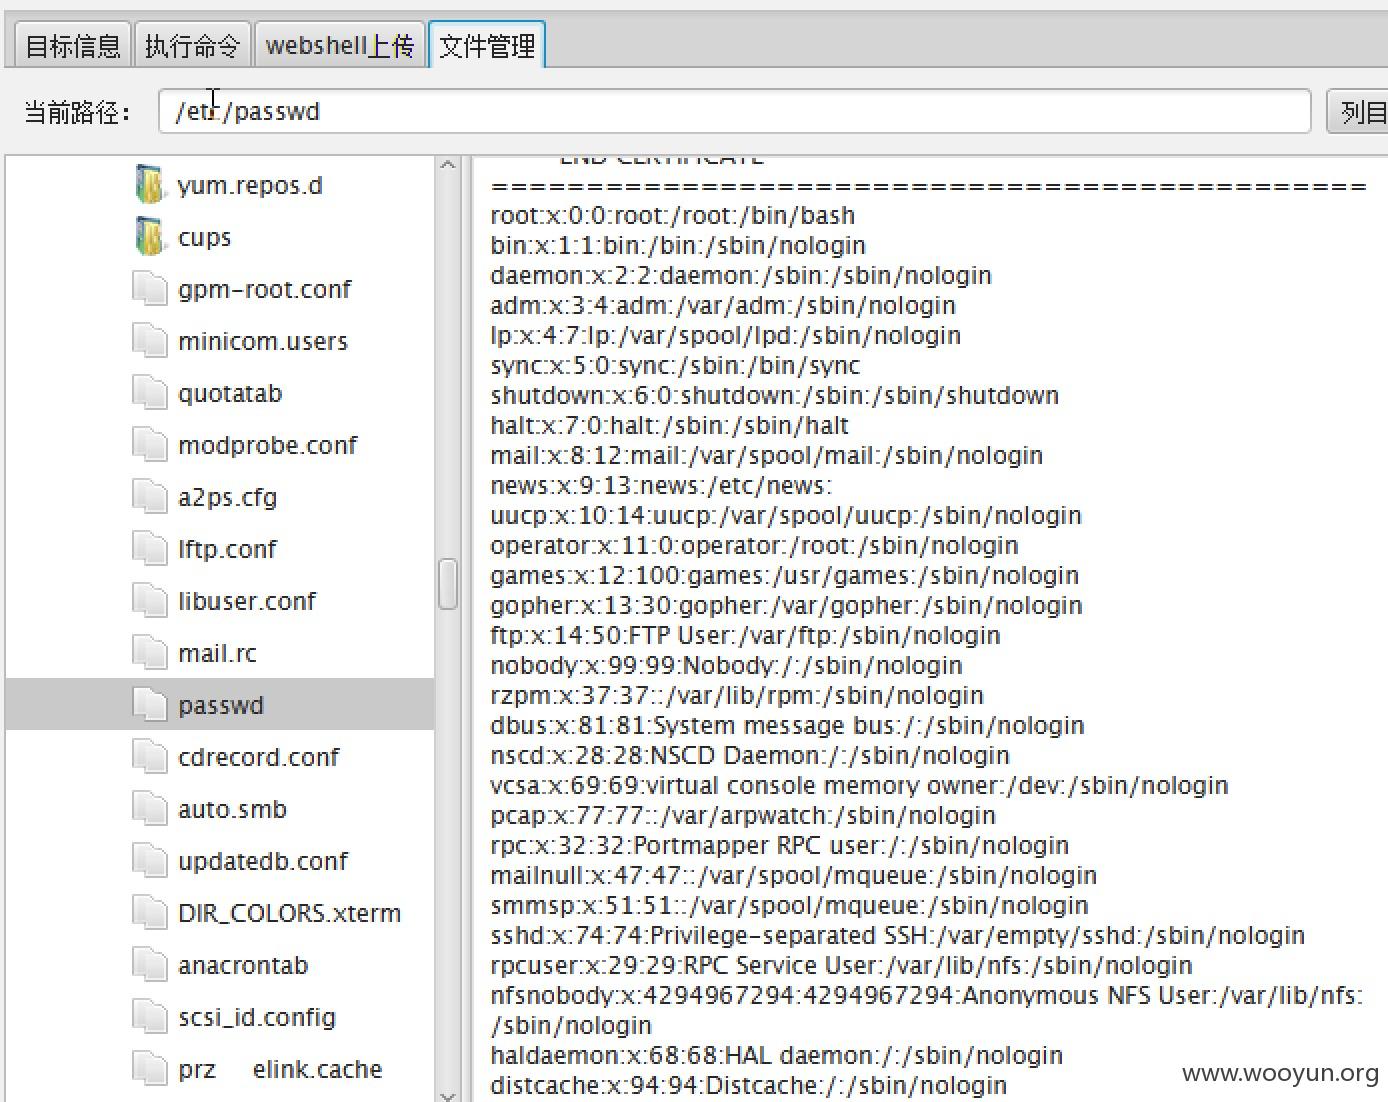 目标信息 执行命令 webshell上传 文件管理
当前路径： /etc/passwd 列目
yum.repos.d
cups
gpm-root.conf
minicom.users
quotatab
modprobe.conf
a2ps.cfg
lftp.conf
libuser.conf
mail.rc
passwd
cdrecord.conf
auto.smb
updatedb.conf
DIR_COLORS.xterm
anacrontab
scsi_id.config
prz elink.cache
END CERTIFICATE
==============================================
root:x:0:0:root:/root:/bin/bash
bin:x:1:1:bin:/bin:/sbin/nologin
daemon:x:2:2:daemon:/sbin:/sbin/nologin
adm:x:3:4:adm:/var/adm:/sbin/nologin
lp:x:4:7:lp:/var/spool/lpd:/sbin/nologin
sync:x:5:0:sync:/sbin:/bin/sync
shutdown:x:6:0:shutdown:/sbin:/sbin/shutdown
halt:x:7:0:halt:/sbin:/sbin/halt
mail:x:8:12:mail:/var/spool/mail:/sbin/nologin
news:x:9:13:news:/etc/news:
uucp:x:10:14:uucp:/var/spool/uucp:/sbin/nologin
operator:x:11:0:operator:/root:/sbin/nologin
games:x:12:100:games:/usr/games:/sbin/nologin
gopher:x:13:30:gopher:/var/gopher:/sbin/nologin
ftp:x:14:50:FTP User:/var/ftp:/sbin/nologin
nobody:x:99:99:Nobody:/:/sbin/nologin
rzpm:x:37:37::/var/lib/rpm:/sbin/nologin
dbus:x:81:81:System message bus:/:/sbin/nologin
nscd:x:28:28:NSCD Daemon:/:/sbin/nologin
vcsa:x:69:69:virtual console memory owner:/dev:/sbin/nologin
pcap:x:77:77::/var/arpwatch:/sbin/nologin
rpc:x:32:32:Portmapper RPC user:/:/sbin/nologin
mailnull:x:47:47::/var/spool/mqueue:/sbin/nologin
smmsp:x:51:51::/var/spool/mqueue:/sbin/nologin
sshd:x:74:74:Privilege-separated SSH:/var/empty/sshd:/sbin/nologin
rpcuser:x:29:29:RPC Service User:/var/lib/nfs:/sbin/nologin
nfsnobody:x:4294967294:4294967294:Anonymous NFS User:/var/lib/nfs:
/sbin/nologin
haldaemon:x:68:68:HAL daemon:/:/sbin/nologin
distcache:x:94:94:Distcache:/:/sbin/nologin
www.wooyun.org